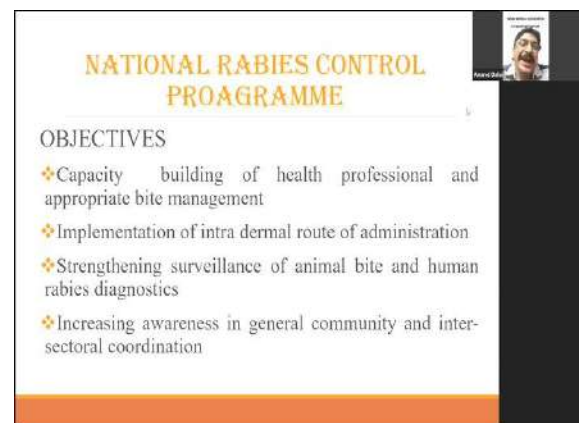 NATIONAL RABIES CONTROL
PROAGRAMME
OBJECTIVES
❖Capacity building of health professional and
appropriate bite management
❖Implementation of intra dermal route of administration
❖Strengthening surveillance of animal bite and human
rabies diagnostics
❖Increasing awareness in general community and inter-
sectoral coordination